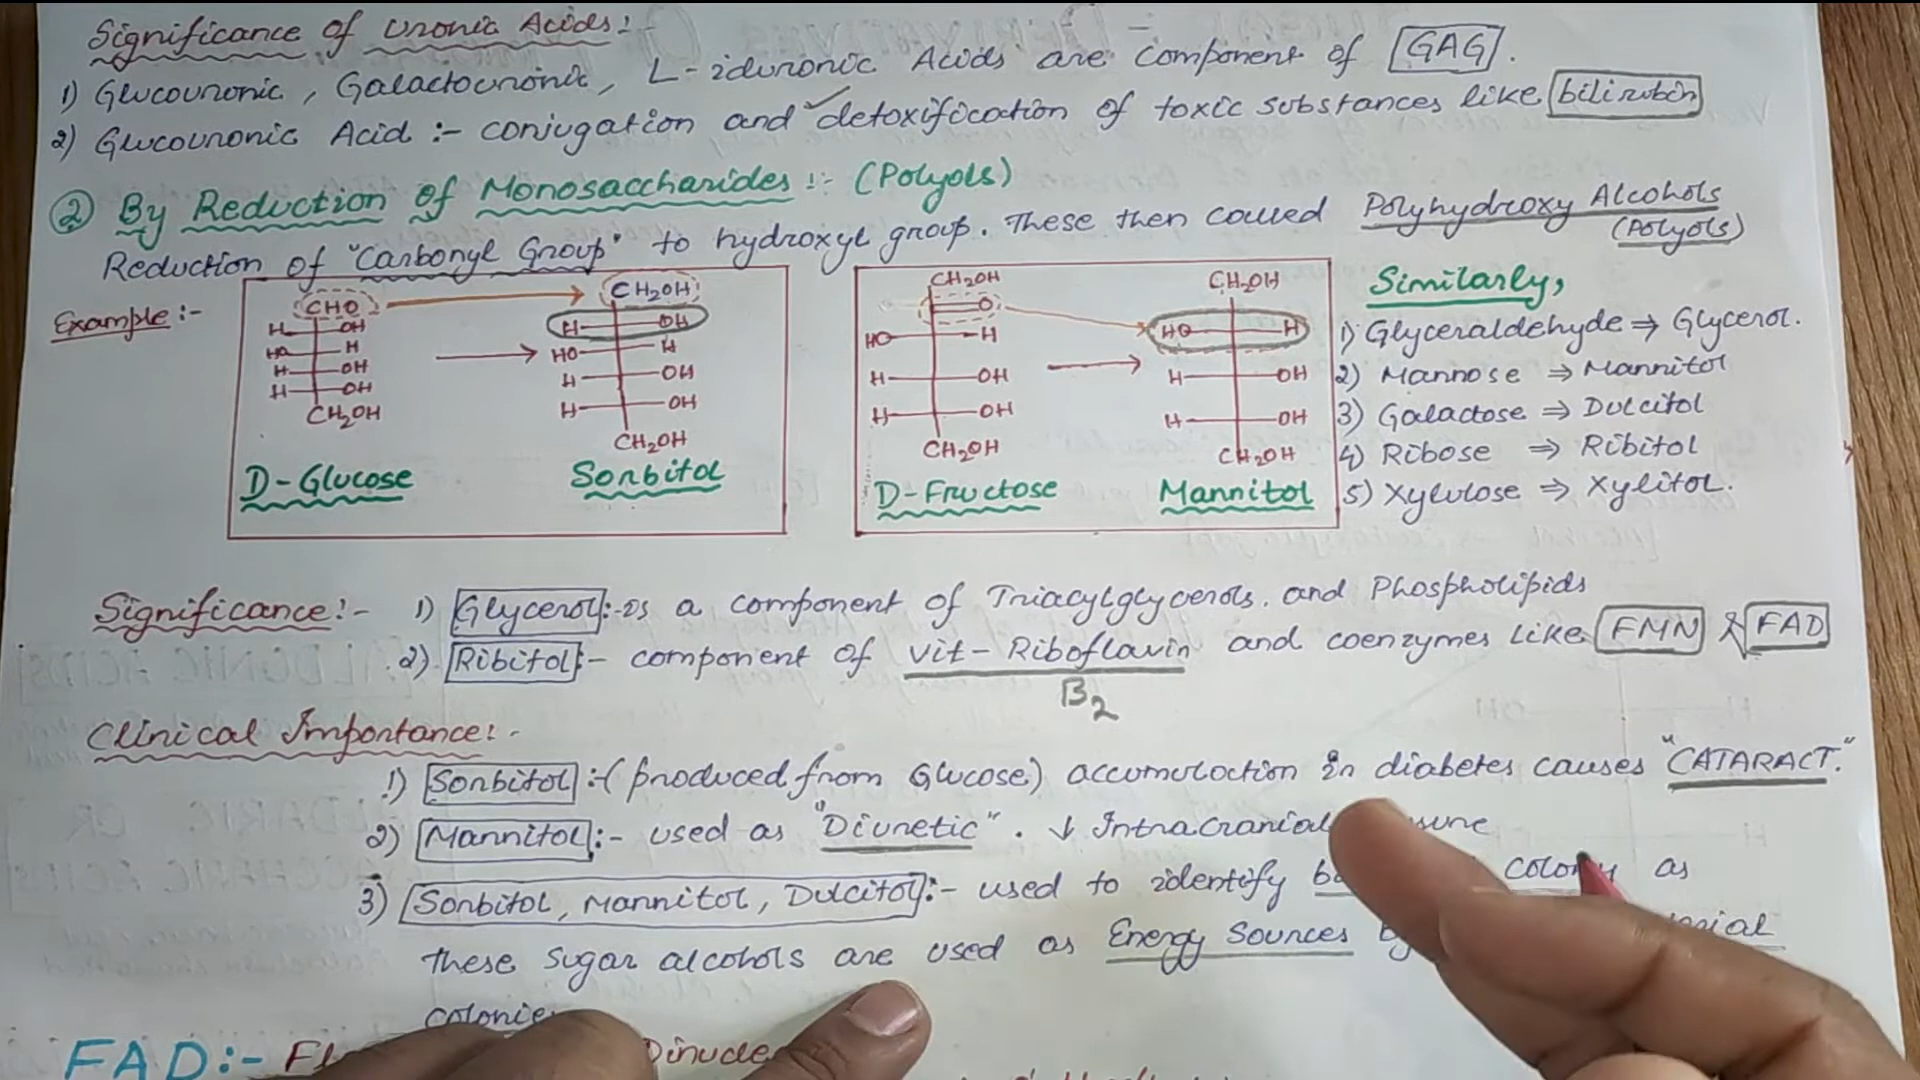 Significance of Uronic Acids:-
1) Glucouronic, Galactouronic, L-iduronic Acids are component of GAG.
2) Glucouronic Acid :- conjugation and detoxification of toxic substances like bilirubin
② By Reduction of Monosaccharides :- (Polyols)
Reduction of "Carbonyl Group" to hydroxyl group. These then called Polyhydroxy Alcohols
(Polyols)
Example :-
CHO
H OH
HO H
H OH
H OH
CH₂OH
D-Glucose
CH₂OH
H OH
HO H
H OH
H OH
CH₂OH
Sorbitol
CH₂OH
O
HO H
H OH
H OH
CH₂OH
D-Fructose
CH₂OH
HO H
H OH
H OH
CH₂OH
Mannitol
Similarly,
1) Glyceraldehyde ⇒ Glycerol.
2) Mannose ⇒ Mannitol
3) Galactose ⇒ Dulcitol
4) Ribose ⇒ Ribitol
5) Xylulose ⇒ Xylitol.
Significance:- 1) Glycerol:- is a component of Triacylglycerols. and Phospholipids
2) Ribitol:- component of vit-Riboflavin and coenzymes like FMN & FAD
B2
Clinical Importance:-
1) Sorbitol :-(produced from Glucose) accumulaction in diabetes causes "CATARACT."
2) Mannitol:- used as "Diuretic". ↓ Intracranial
3) Sorbitol, Mannitol, Dulcitol:- used to identify colony as
these sugar alcohols are used as Energy Sources
FAD:-